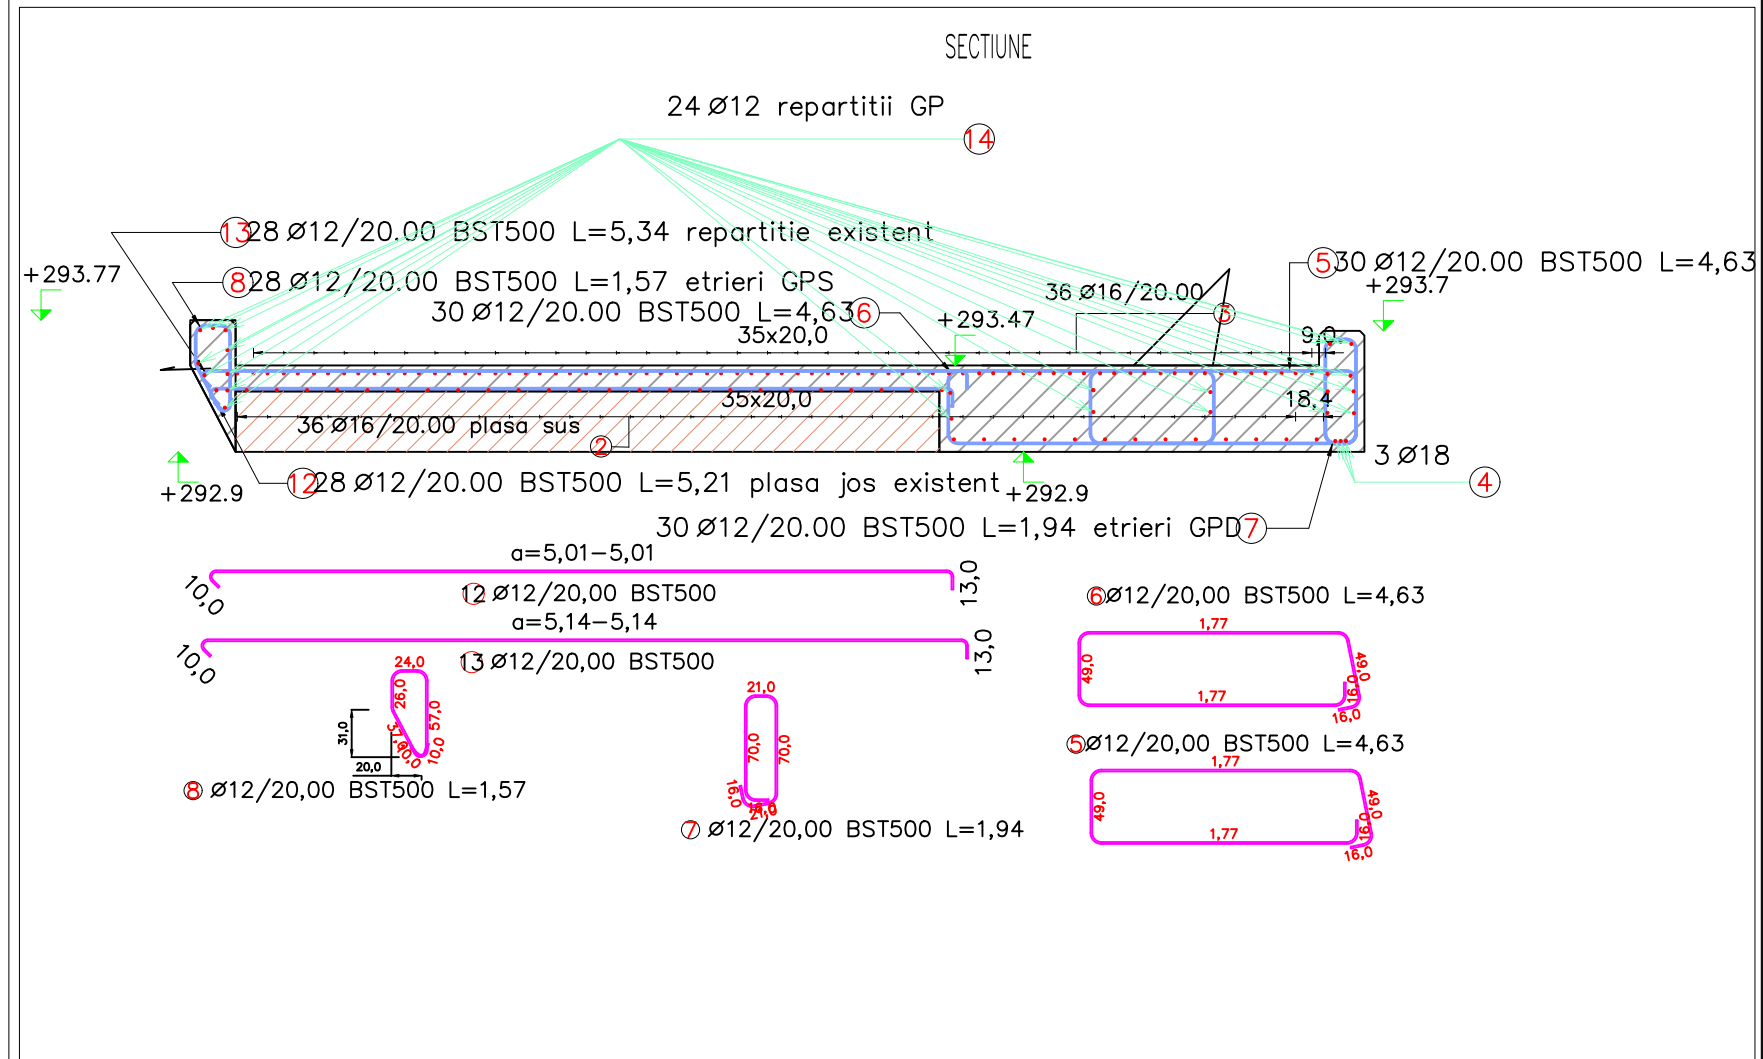 SECTIUNE
24 Ø12 repartitii GP
14
13 28 Ø12/20.00 BST500 L=5,34 repartitie existent
+293.77
8 28 Ø12/20.00 BST500 L=1,57 etrieri GPS
5 30 Ø12/20.00 BST500 L=4,63
+293.7
30 Ø12/20.00 BST500 L=4,63 6
36 Ø16/20.00
+293.47
35x20,0
9,0
35x20,0
18,4
36 Ø16/20.00 plasa sus
2
3 Ø18
4
12 28 Ø12/20.00 BST500 L=5,21 plasa jos existent
+292.9
+292.9
30 Ø12/20.00 BST500 L=1,94 etrieri GPD 7
a=5,01-5,01
10,0
13,0
12 Ø12/20,00 BST500
a=5,14-5,14
10,0
13,0
13 Ø12/20,00 BST500
6 Ø12/20,00 BST500 L=4,63
1,77
49,0
49,0
16,0
1,77
16,0
5 Ø12/20,00 BST500 L=4,63
1,77
49,0
49,0
16,0
1,77
16,0
24,0
26,0
57,0
31,0
10,0
20,0
8 Ø12/20,00 BST500 L=1,57
21,0
70,0
70,0
16,0
21,0
7 Ø12/20,00 BST500 L=1,94